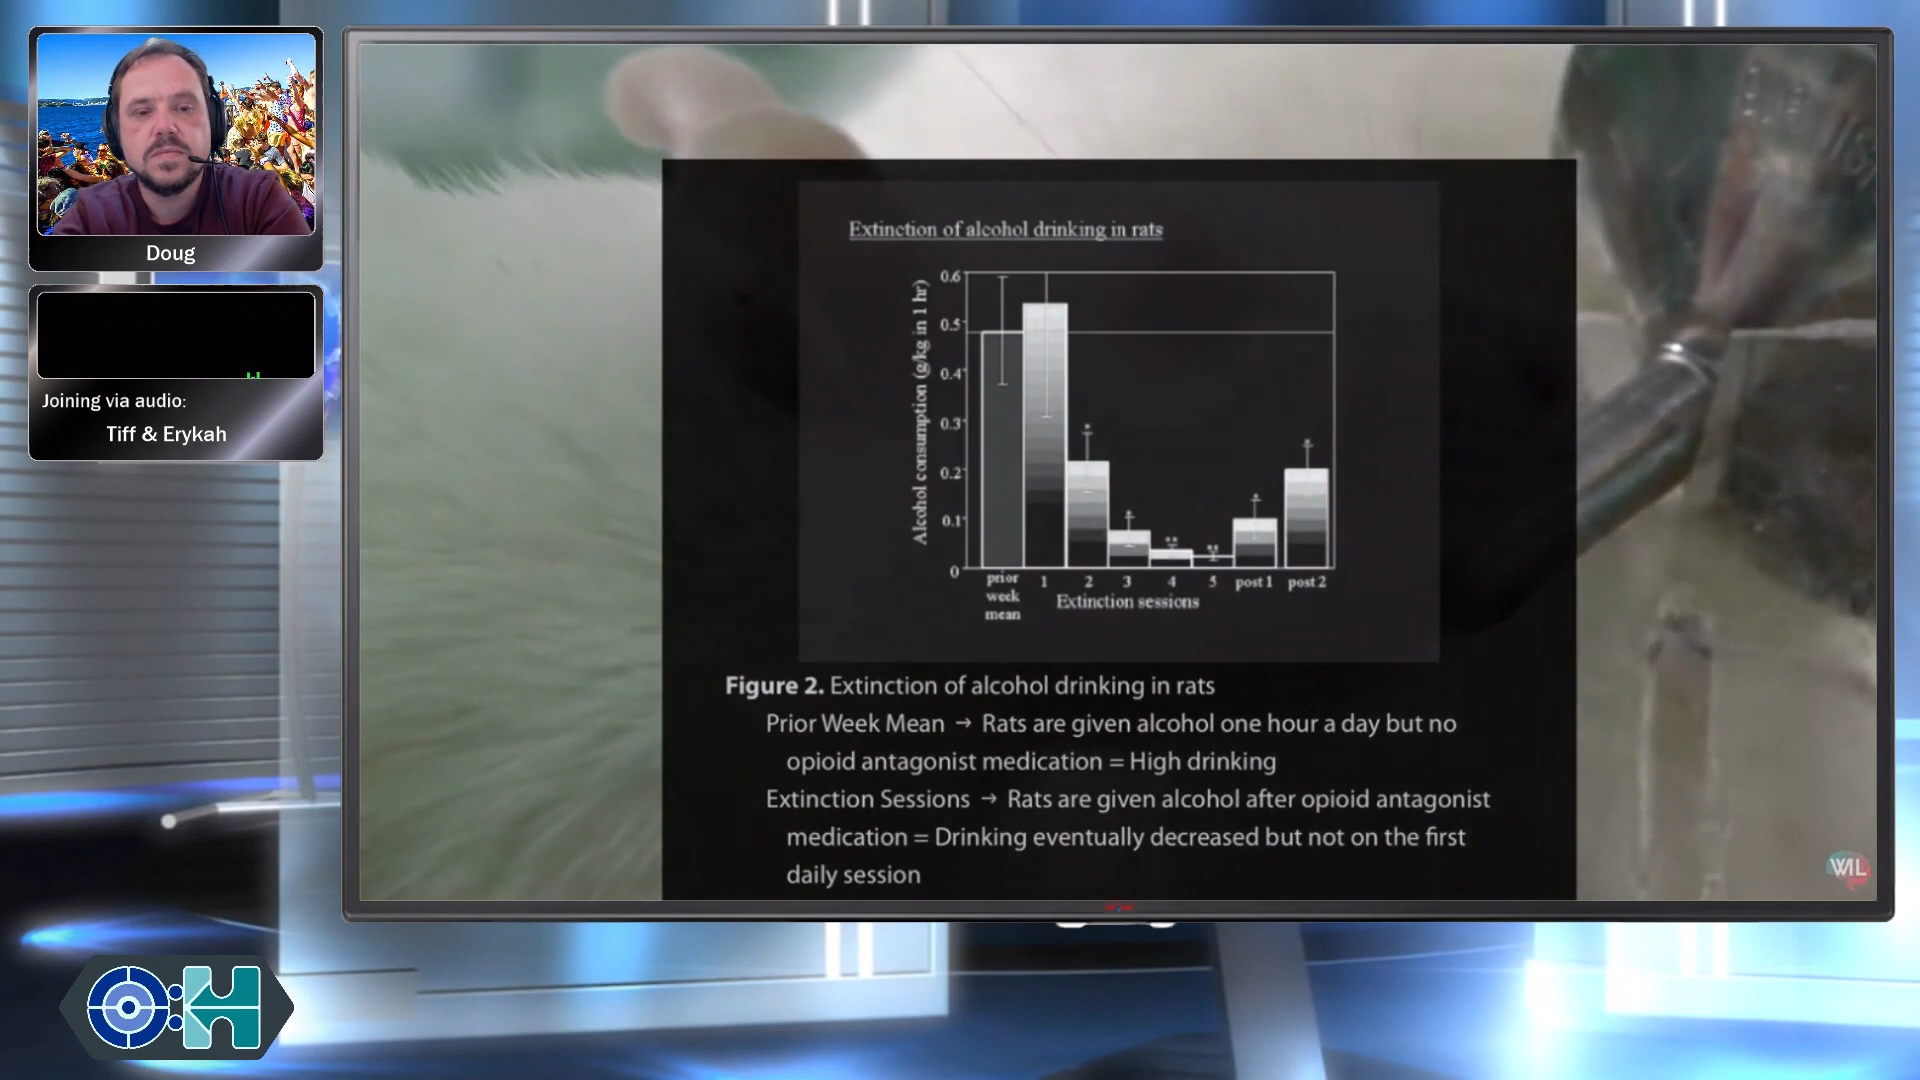 Doug
Joining via audio:
Tiff & Erykah
Extinction of alcohol drinking in rats
Alcohol consumption (g/kg in 1 hr)
0.6
0.5
0.4
0.3
0.2
0.1
0
prior week mean
1
2
3
4
5
post 1
post 2
Extinction sessions
Figure 2. Extinction of alcohol drinking in rats
Prior Week Mean → Rats are given alcohol one hour a day but no
opioid antagonist medication = High drinking
Extinction Sessions → Rats are given alcohol after opioid antagonist
medication = Drinking eventually decreased but not on the first
daily session
WIL
OH